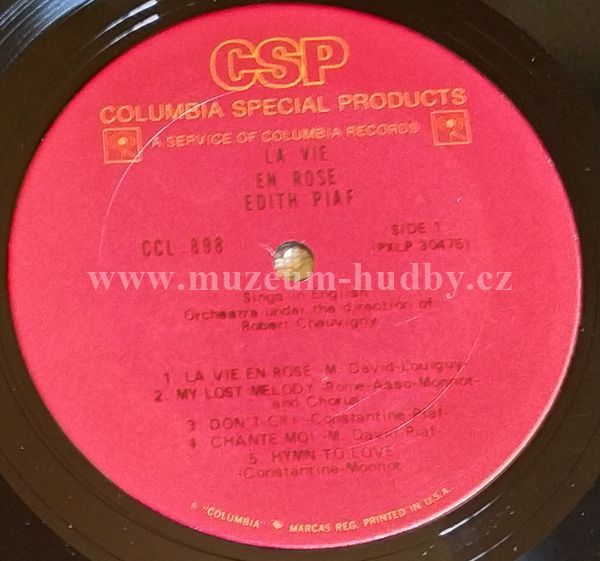 CSP
COLUMBIA SPECIAL PRODUCTS
A SERVICE OF COLUMBIA RECORDS
LA VIE
EN ROSE
EDITH PIAF
CCL 898
SIDE 1
(PXLP 30475)
www.muzeum-hudby.cz
Sings in English
Orchestra under the direction of
Robert Chauvigny
1 LA VIE EN ROSE -M. David-Louiguy-
2 MY LOST MELODY -Rome-Asso-Monnot-
and Chorus
3 DON'T CRY -Constantine-Piaf-
4 CHANTE MOI -M. David-Piaf-
5 HYMN TO LOVE
-Constantine-Monnot
® "COLUMBIA" MARCAS REG. PRINTED IN U.S.A.